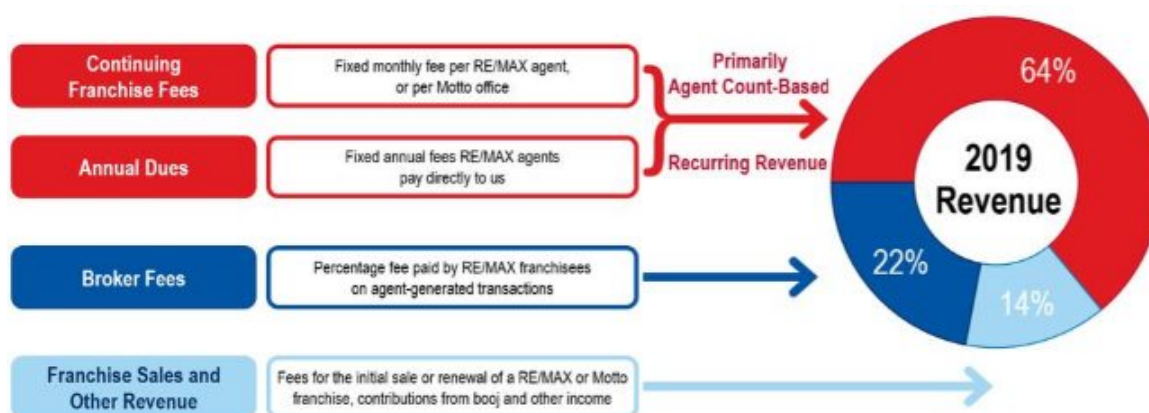 Continuing
Franchise Fees
Fixed monthly fee per RE/MAX agent,
or per Motto office
Primarily
Agent Count-Based
Annual Dues
Fixed annual fees RE/MAX agents
pay directly to us
Recurring Revenue
Broker Fees
Percentage fee paid by RE/MAX franchisees
on agent-generated transactions
Franchise Sales and
Other Revenue
Fees for the initial sale or renewal of a RE/MAX or Motto
franchise, contributions from booj and other income
64%
2019
Revenue
22%
14%